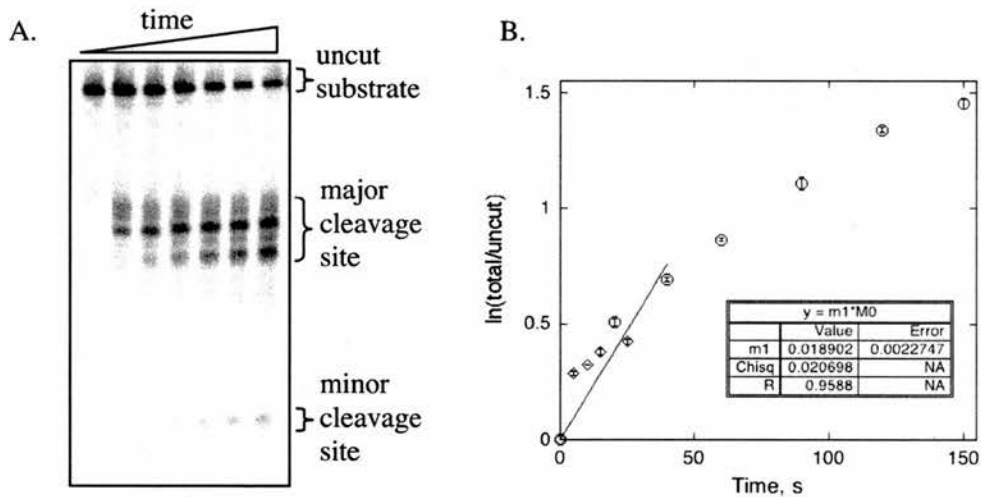 A.
time
uncut
substrate
major
cleavage
site
minor
cleavage
site
B.
ln(total/uncut)
1.5
1
0.5
0
0 50 100 150
Time, s
y = m1*M0
Value Error
m1 0.018902 0.0022747
Chisq 0.020698 NA
R 0.9588 NA